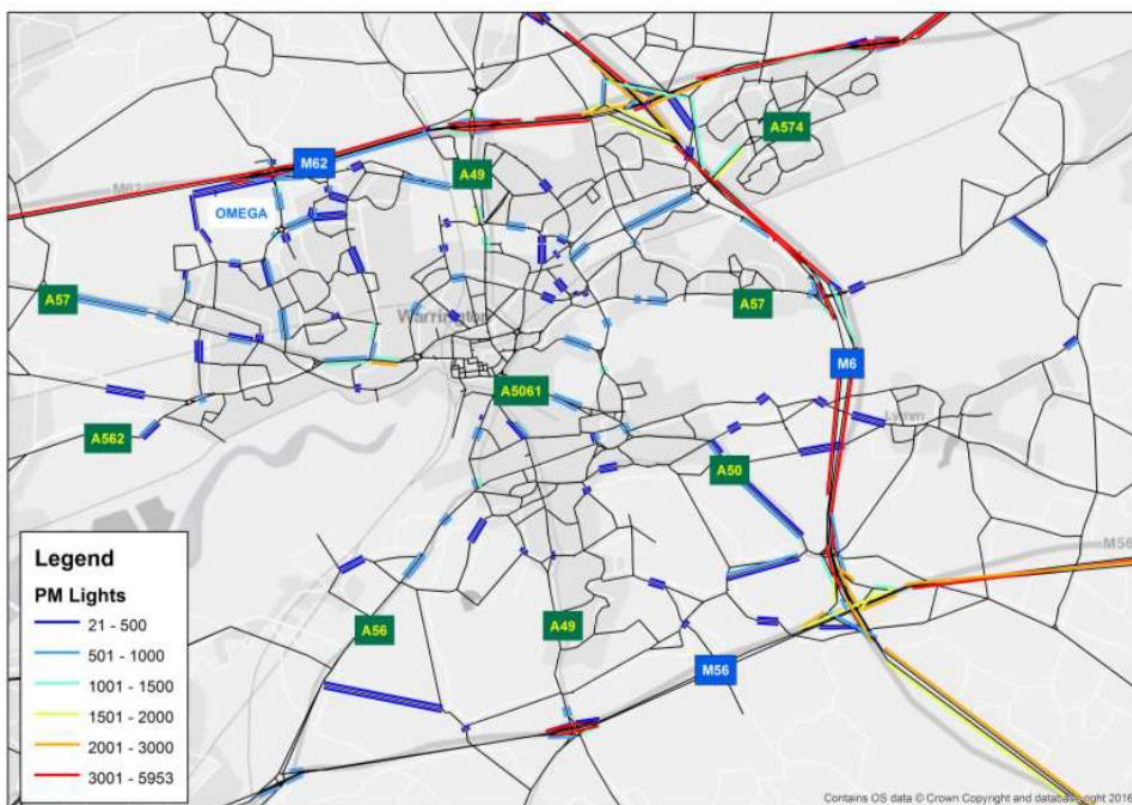 A574
M62
A49
M62
OMEGA
A57
A57
Warrington
M6
A5061
Lymm
A562
A50
M56
A56
A49
M56
Legend
PM Lights
21 - 500
501 - 1000
1001 - 1500
1501 - 2000
2001 - 3000
3001 - 5953
Contains OS data © Crown Copyright and database right 2016